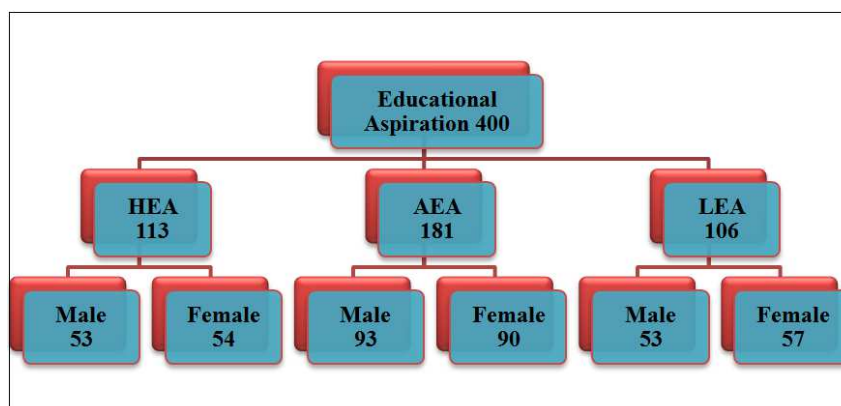 Educational
Aspiration 400
HEA
113
AEA
181
LEA
106
Male
53
Female
54
Male
93
Female
90
Male
53
Female
57